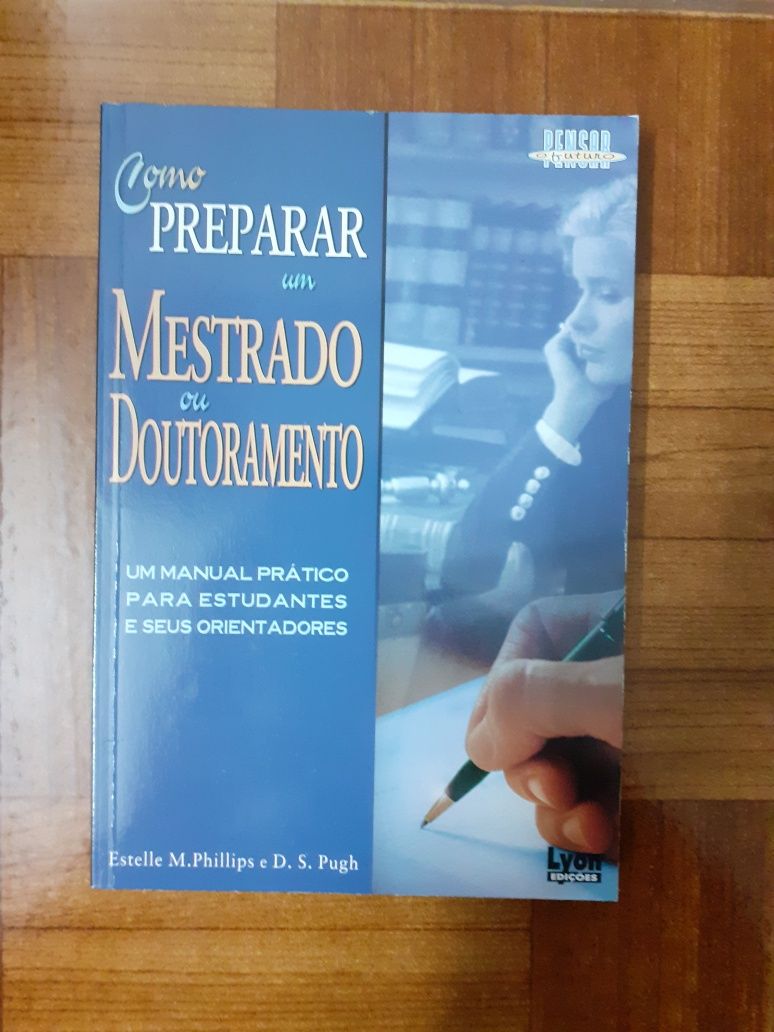 Como
PREPARAR
um
MESTRADO
ou
DOUTORAMENTO
UM MANUAL PRÁTICO
PARA ESTUDANTES
E SEUS ORIENTADORES
Estelle M.Phillips e D. S. Pugh
PENSAR
o futuro
Lyon
EDIÇÕES